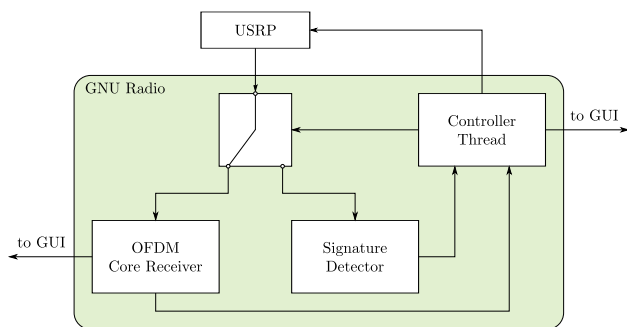 USRP
GNU Radio
Controller
Thread
to GUI
to GUI
OFDM
Core Receiver
Signature
Detector